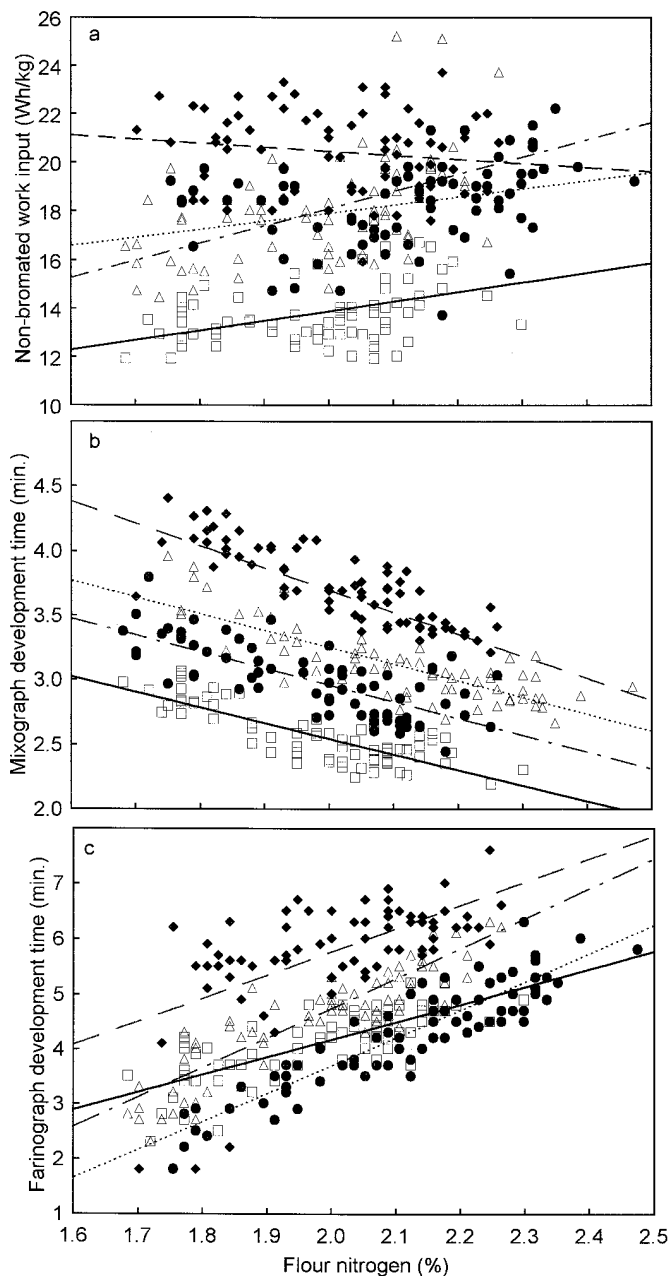 a
26
24
22
20
18
16
14
12
10
Non-bromated work input (Wh/kg)
b
4.5
4.0
3.5
3.0
2.5
2.0
Mixograph development time (min.)
c
7
6
5
4
3
2
1
Farinograph development time (min.)
1.6 1.7 1.8 1.9 2.0 2.1 2.2 2.3 2.4 2.5
Flour nitrogen (%)